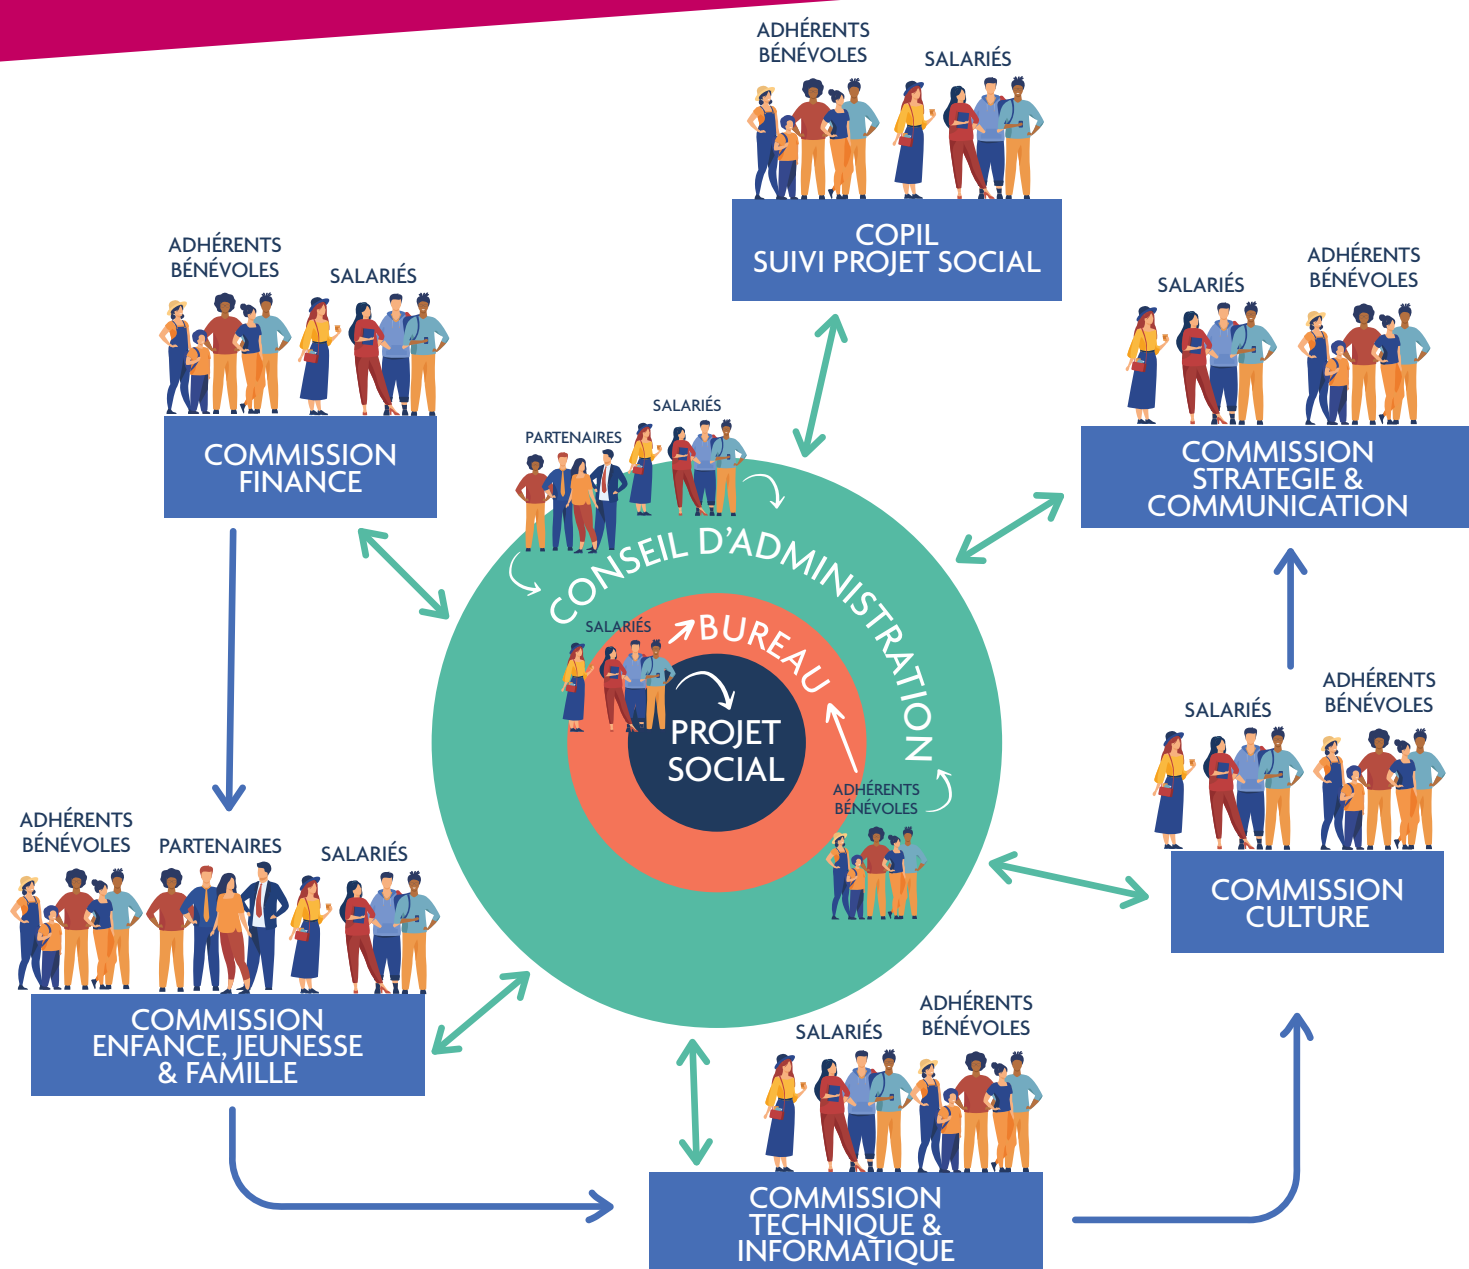 ADHÉRENTS
BÉNÉVOLES
SALARIÉS
COPIL
SUIVI PROJET SOCIAL
ADHÉRENTS
BÉNÉVOLES
SALARIÉS
COMMISSION
FINANCE
SALARIÉS
ADHÉRENTS
BÉNÉVOLES
COMMISSION
STRATEGIE &
COMMUNICATION
PARTENAIRES
SALARIÉS
CONSEIL D'ADMINISTRATION
SALARIÉS
BUREAU
PROJET
SOCIAL
ADHÉRENTS
BÉNÉVOLES
SALARIÉS
ADHÉRENTS
BÉNÉVOLES
COMMISSION
CULTURE
ADHÉRENTS
BÉNÉVOLES
PARTENAIRES
SALARIÉS
COMMISSION
ENFANCE, JEUNESSE
& FAMILLE
SALARIÉS
ADHÉRENTS
BÉNÉVOLES
COMMISSION
TECHNIQUE &
INFORMATIQUE